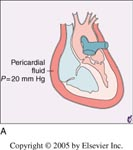 Pericardial
fluid
P=20 mm Hg
A
Copyright © 2005 by Elsevier Inc.